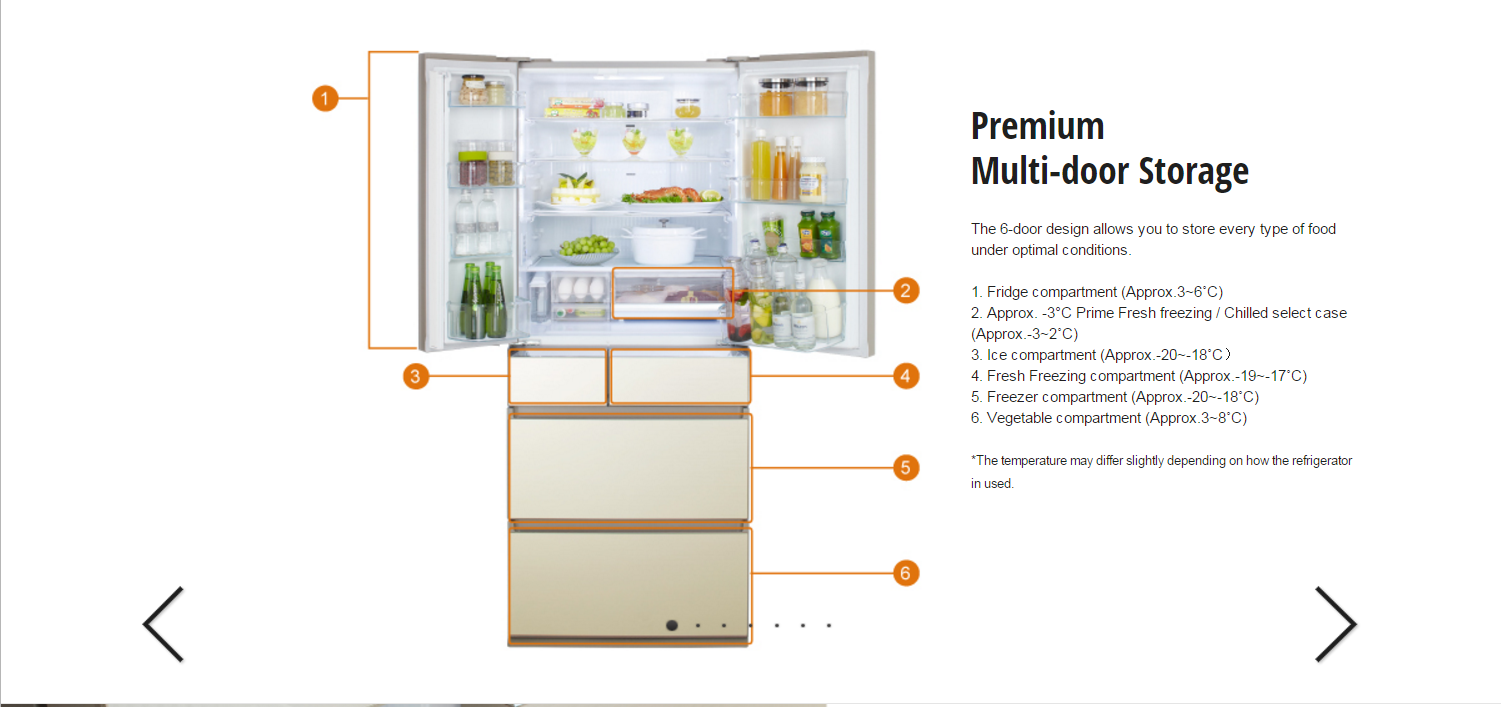 Premium
Multi-door Storage
The 6-door design allows you to store every type of food
under optimal conditions.
1. Fridge compartment (Approx.3~6˚C)
2. Approx. -3°C Prime Fresh freezing / Chilled select case
(Approx.-3~2˚C)
3. Ice compartment (Approx.-20~-18˚C）
4. Fresh Freezing compartment (Approx.-19~-17˚C)
5. Freezer compartment (Approx.-20~-18˚C)
6. Vegetable compartment (Approx.3~8˚C)
*The temperature may differ slightly depending on how the refrigerator
in used.
1
2
3
4
5
6